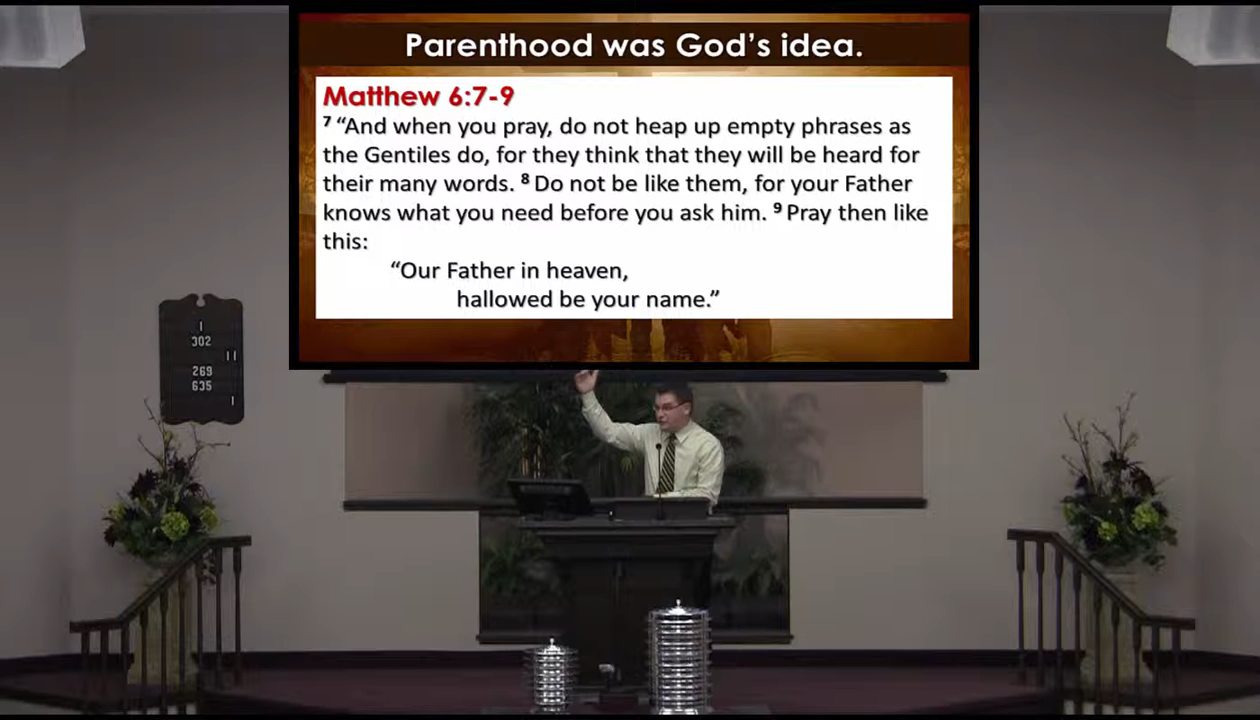 Parenthood was God's idea.
Matthew 6:7-9
7 “And when you pray, do not heap up empty phrases as
the Gentiles do, for they think that they will be heard for
their many words. 8 Do not be like them, for your Father
knows what you need before you ask him. 9 Pray then like
this:
“Our Father in heaven,
hallowed be your name.”
1
302
11
269
635
1